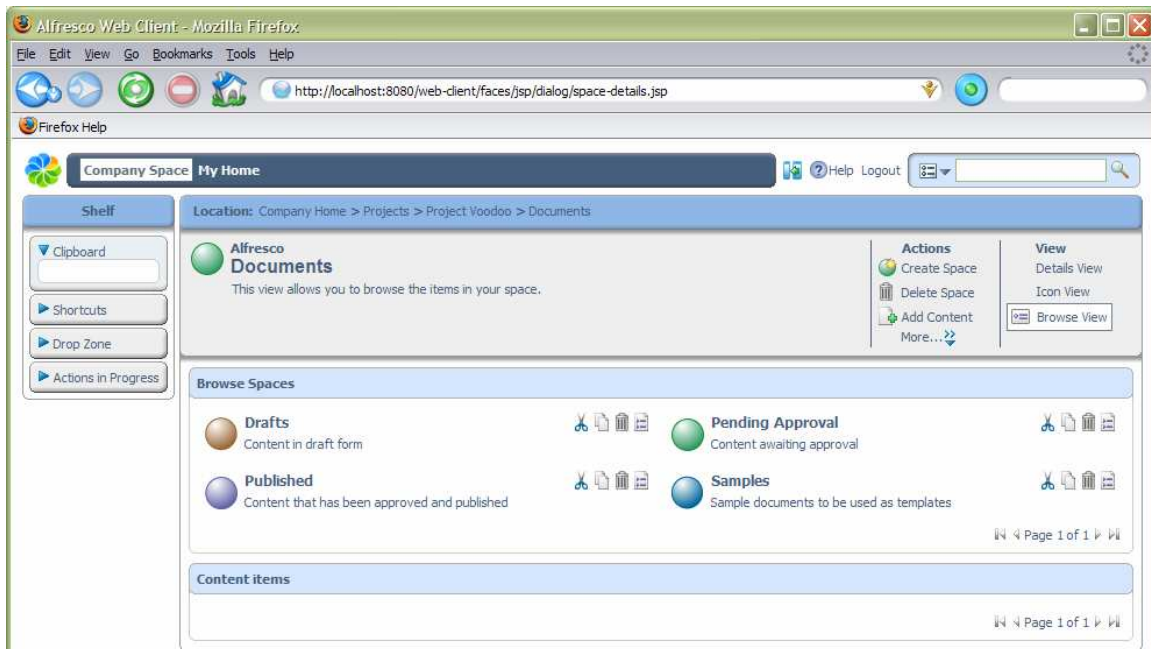 Alfresco Web Client - Mozilla Firefox
File Edit View Go Bookmarks Tools Help
http://localhost:8080/web-client/faces/jsp/dialog/space-details.jsp
Firefox Help
Company Space My Home
Help Logout
Shelf
Location: Company Home > Projects > Project Voodoo > Documents
Clipboard
Shortcuts
Drop Zone
Actions in Progress
Alfresco
Documents
This view allows you to browse the items in your space.
Actions
Create Space
Delete Space
Add Content
More...
View
Details View
Icon View
Browse View
Browse Spaces
Drafts
Content in draft form
Pending Approval
Content awaiting approval
Published
Content that has been approved and published
Samples
Sample documents to be used as templates
Page 1 of 1
Content items
Page 1 of 1